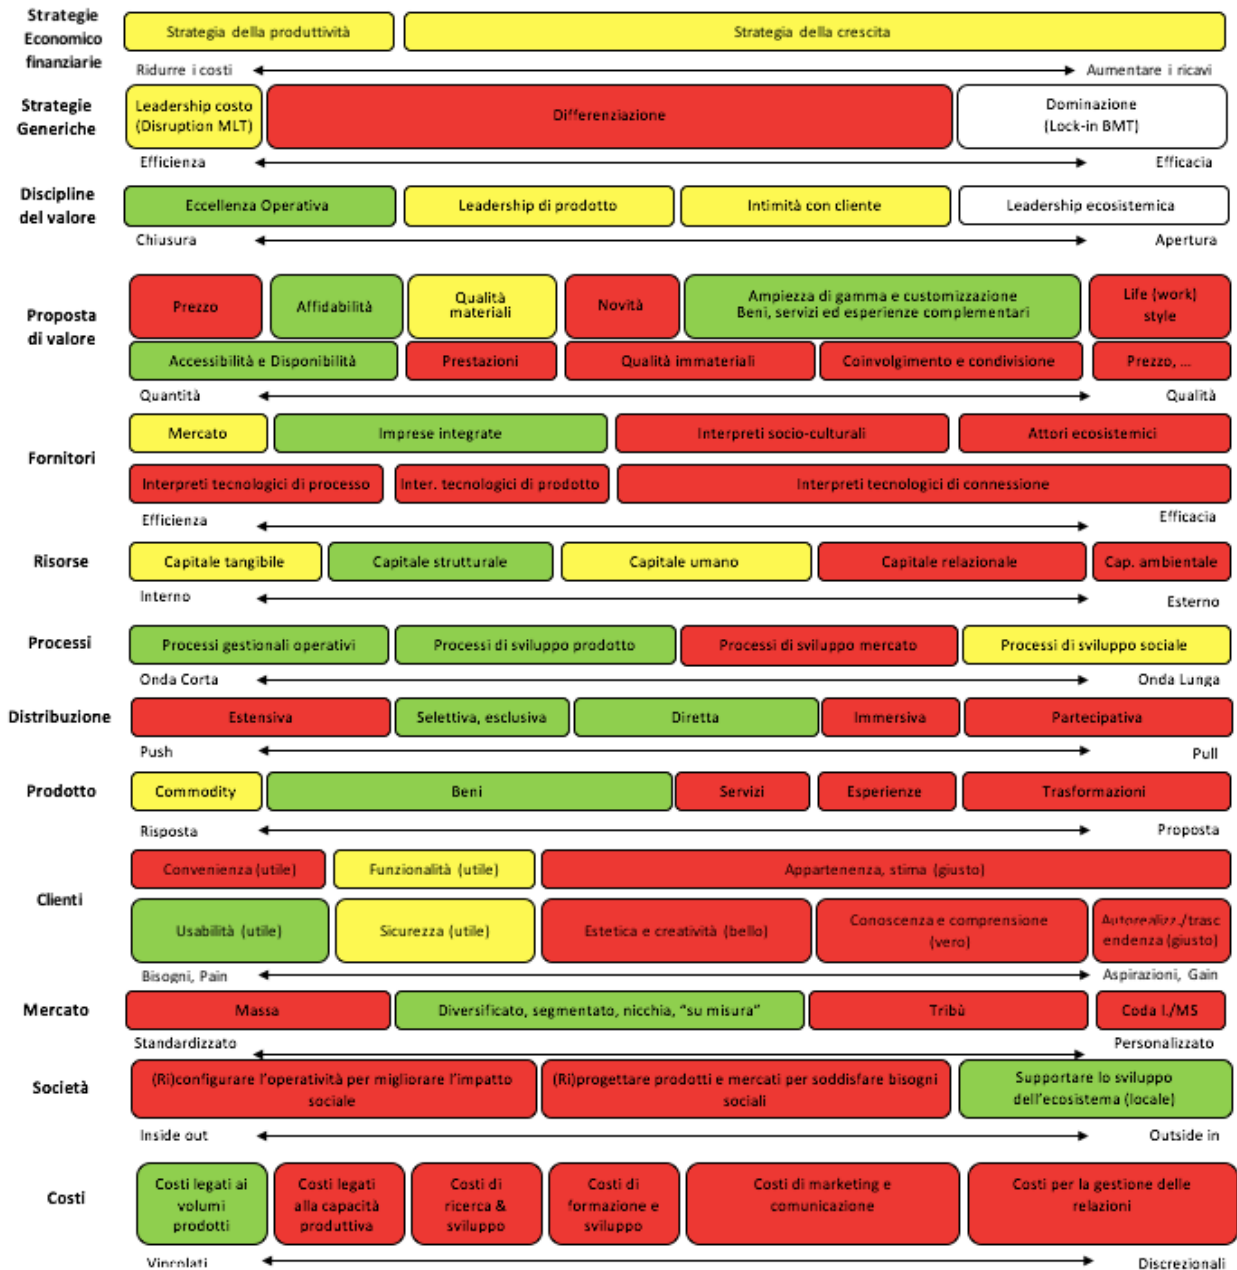 Strategie
Economico
finanziarie
Strategia della produttività
Strategia della crescita
Ridurre i costi
Aumentare i ricavi
Strategie
Generiche
Leadership costo
(Disruption MLT)
Differenziazione
Dominazione
(Lock-in BMT)
Efficienza
Efficacia
Discipline
del valore
Eccellenza Operativa
Leadership di prodotto
Intimità con cliente
Leadership ecosistemica
Chiusura
Apertura
Proposta
di valore
Prezzo
Affidabilità
Qualità
materiali
Novità
Ampiezza di gamma e customizzazione
Beni, servizi ed esperienze complementari
Life (work)
style
Accessibilità e Disponibilità
Prestazioni
Qualità immateriali
Coinvolgimento e condivisione
Prezzo, ...
Quantità
Qualità
Fornitori
Mercato
Imprese integrate
Interpreti socio-culturali
Attori ecosistemici
Interpreti tecnologici di processo
Inter. tecnologici di prodotto
Interpreti tecnologici di connessione
Efficienza
Efficacia
Risorse
Capitale tangibile
Capitale strutturale
Capitale umano
Capitale relazionale
Cap. ambientale
Interno
Esterno
Processi
Processi gestionali operativi
Processi di sviluppo prodotto
Processi di sviluppo mercato
Processi di sviluppo sociale
Onda Corta
Onda Lunga
Distribuzione
Estensiva
Selettiva, esclusiva
Diretta
Immersiva
Partecipativa
Push
Pull
Prodotto
Commodity
Beni
Servizi
Esperienze
Trasformazioni
Risposta
Proposta
Clienti
Convenienza (utile)
Funzionalità (utile)
Appartenenza, stima (giusto)
Usabilità (utile)
Sicurezza (utile)
Estetica e creatività (bello)
Conoscenza e comprensione
(vero)
Autorealizz./trasc
endenza (giusto)
Bisogni, Pain
Aspirazioni, Gain
Mercato
Massa
Diversificato, segmentato, nicchia, "su misura"
Tribù
Coda l./MS
Standardizzato
Personalizzato
Società
(Ri)configurare l'operatività per migliorare l'impatto
sociale
(Ri)progettare prodotti e mercati per soddisfare bisogni
sociali
Supportare lo sviluppo
dell'ecosistema (locale)
Inside out
Outside in
Costi
Costi legati ai
volumi
prodotti
Costi legati
alla capacità
produttiva
Costi di
ricerca &
sviluppo
Costi di
formazione e
sviluppo
Costi di marketing e
comunicazione
Costi per la gestione delle
relazioni
Vincolati
Discrezionali